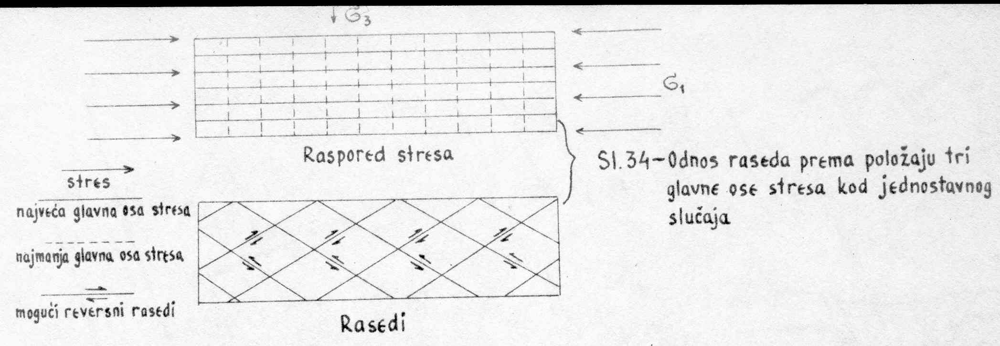 σ₃
σ₁
Raspored stresa
stres
najveća glavna osa stresa
najmanja glavna osa stresa
mogući reversni rasedi
Sl.34-Odnos raseda prema položaju tri
glavne ose stresa kod jednostavnog
slučaja
Rasedi